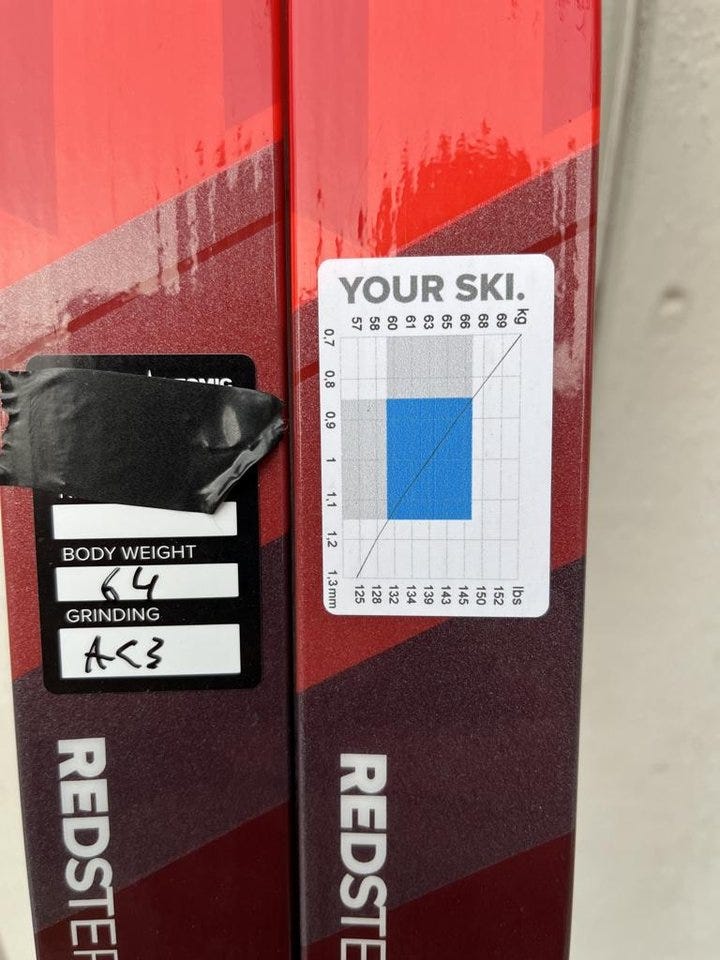 YOUR SKI.
57 58 60 61 63 65 66 68 69 kg
0,7
0,8
0,9
1
1,1
1,2
1,3mm
125 128 132 134 139 143 145 150 152 lbs
BODY WEIGHT
64
GRINDING
A<3
REDSTER
REDSTE